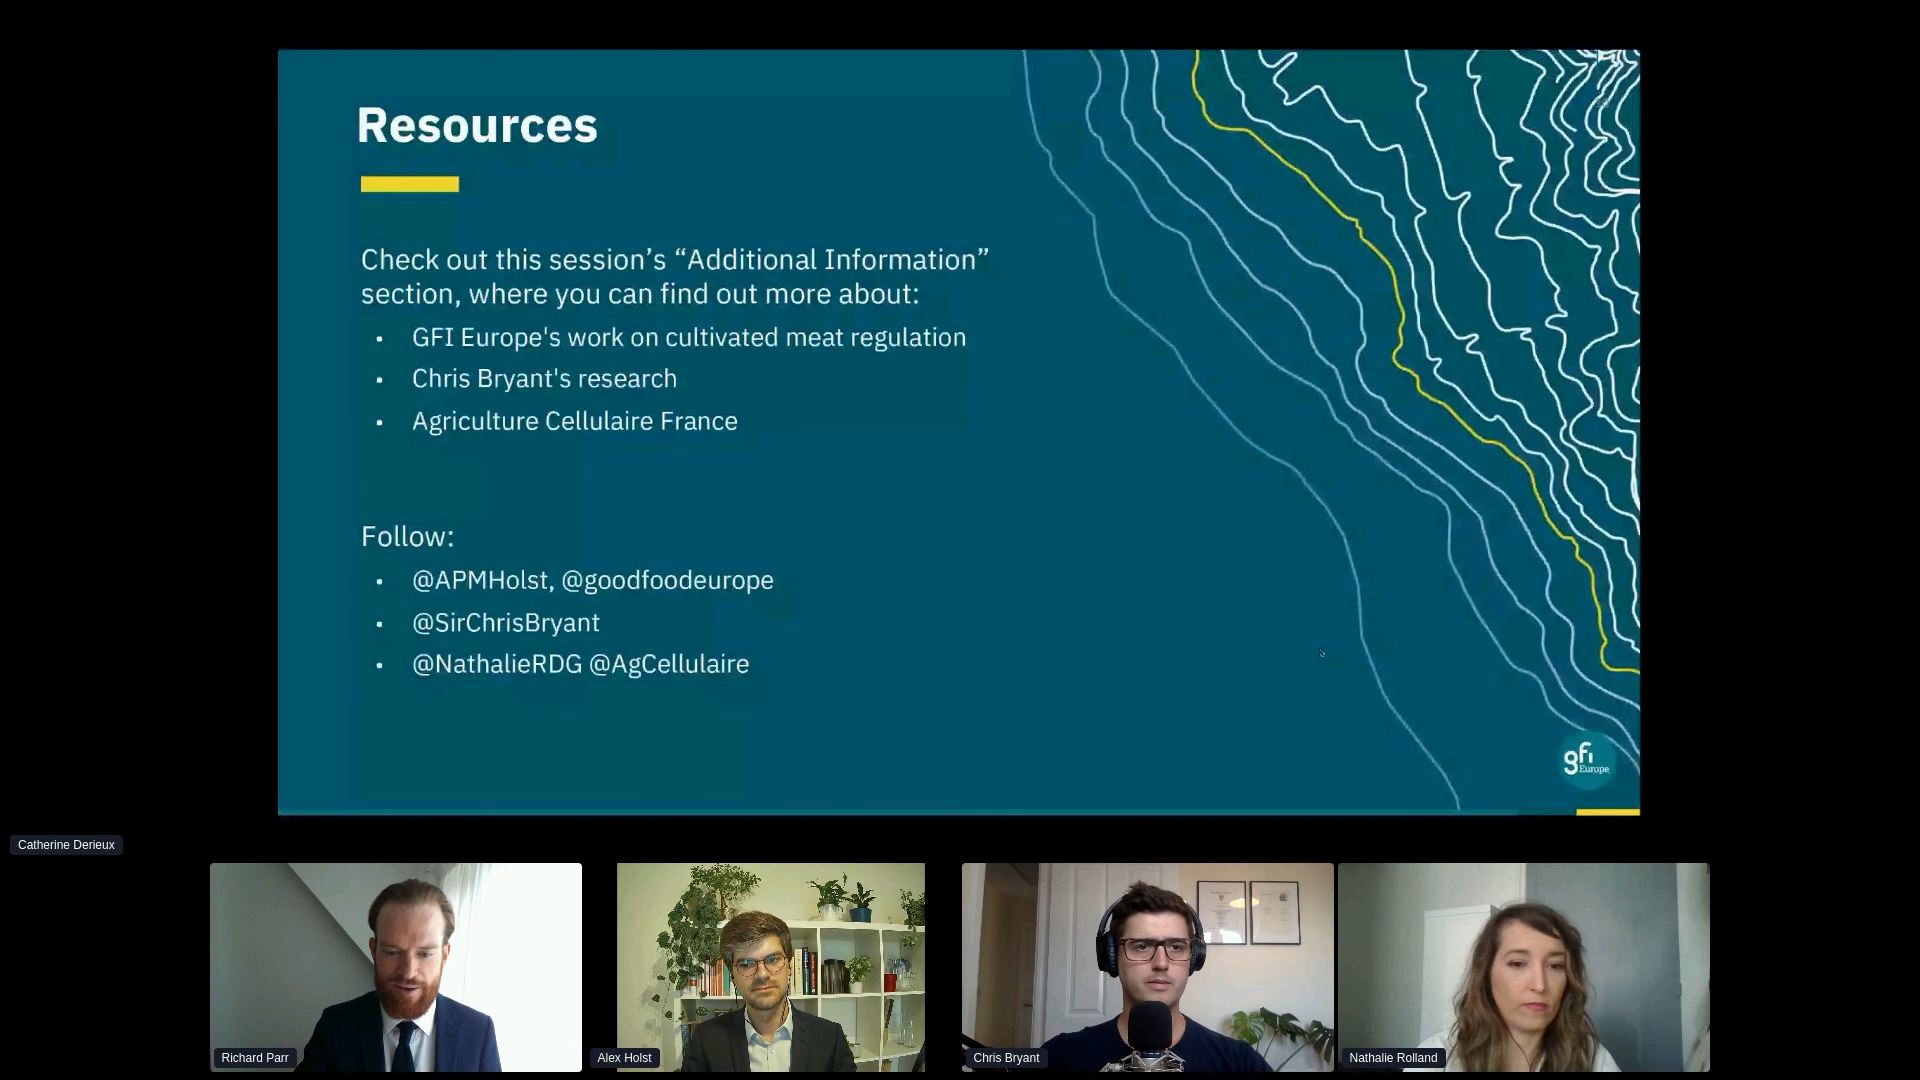 Resources
Check out this session’s “Additional Information”
section, where you can find out more about:
• GFI Europe's work on cultivated meat regulation
• Chris Bryant's research
• Agriculture Cellulaire France
Follow:
• @APMHolst, @goodfoodeurope
• @SirChrisBryant
• @NathalieRDG @AgCellulaire
gfi
Europe
Catherine Derieux
Richard Parr
Alex Holst
Chris Bryant
Nathalie Rolland